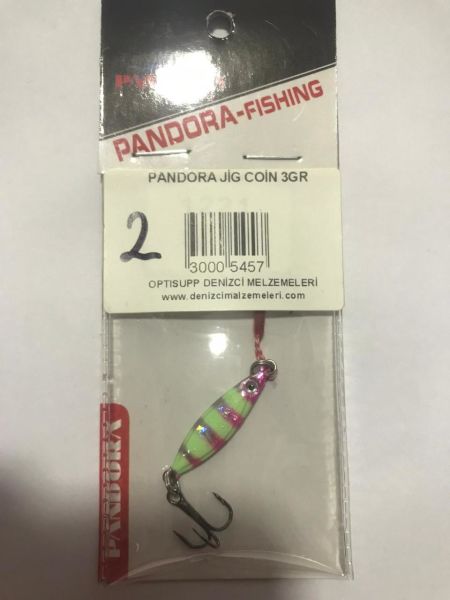 PANDORA-FISHING
PANDORA JİG COİN 3GR
2
3000 5457
OPTISUPP DENİZCİ MELZEMELERİ
www.denizcimalzemeleri.com
PANDORA